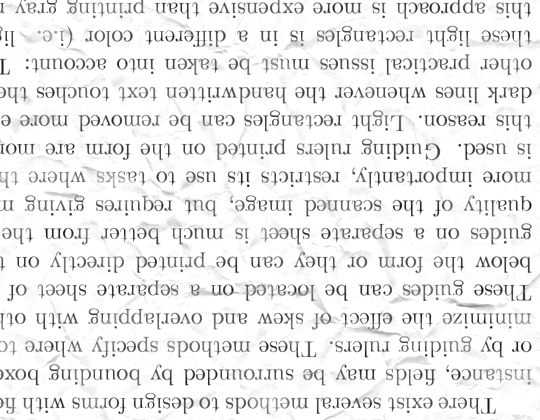 There exist several methods to design forms with fi
instance, fields may be surrounded by bounding boxe
or by guiding rulers. These methods specify where to
minimize the effect of skew and overlapping with oth
These guides can be located on a separate sheet of
below the form or they can be printed directly on t
guides on a separate sheet is much better from the
quality of the scanned image, but requires giving m
more importantly, restricts its use to tasks where th
is used. Guiding rulers printed on the form are mor
this reason. Light rectangles can be removed more e
dark lines whenever the handwritten text touches the
other practical issues must be taken into account: T
these light rectangles is in a different color (i.e. lig
this approach is more expensive than printing gray r